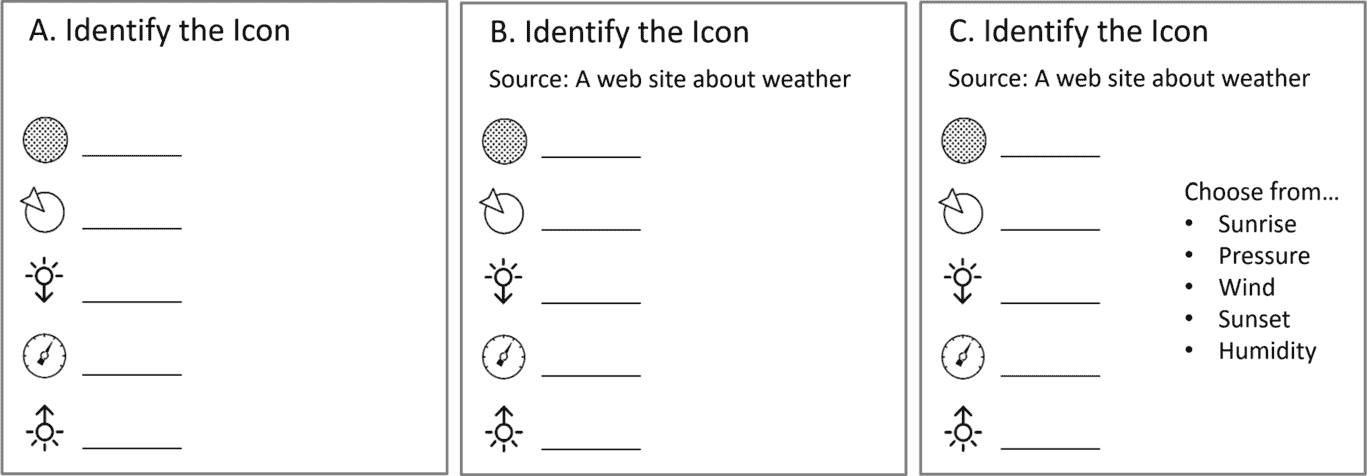 A. Identify the Icon
B. Identify the Icon
Source: A web site about weather
C. Identify the Icon
Source: A web site about weather
Choose from...
• Sunrise
• Pressure
• Wind
• Sunset
• Humidity